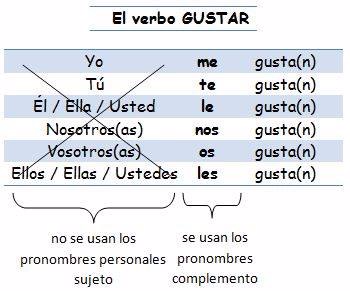 El verbo GUSTAR
Yo me gusta(n)
Tú te gusta(n)
Él / Ella / Usted le gusta(n)
Nosotros(as) nos gusta(n)
Vosotros(as) os gusta(n)
Ellos / Ellas / Ustedes les gusta(n)
no se usan los
pronombres personales
sujeto
se usan los
pronombres
complemento